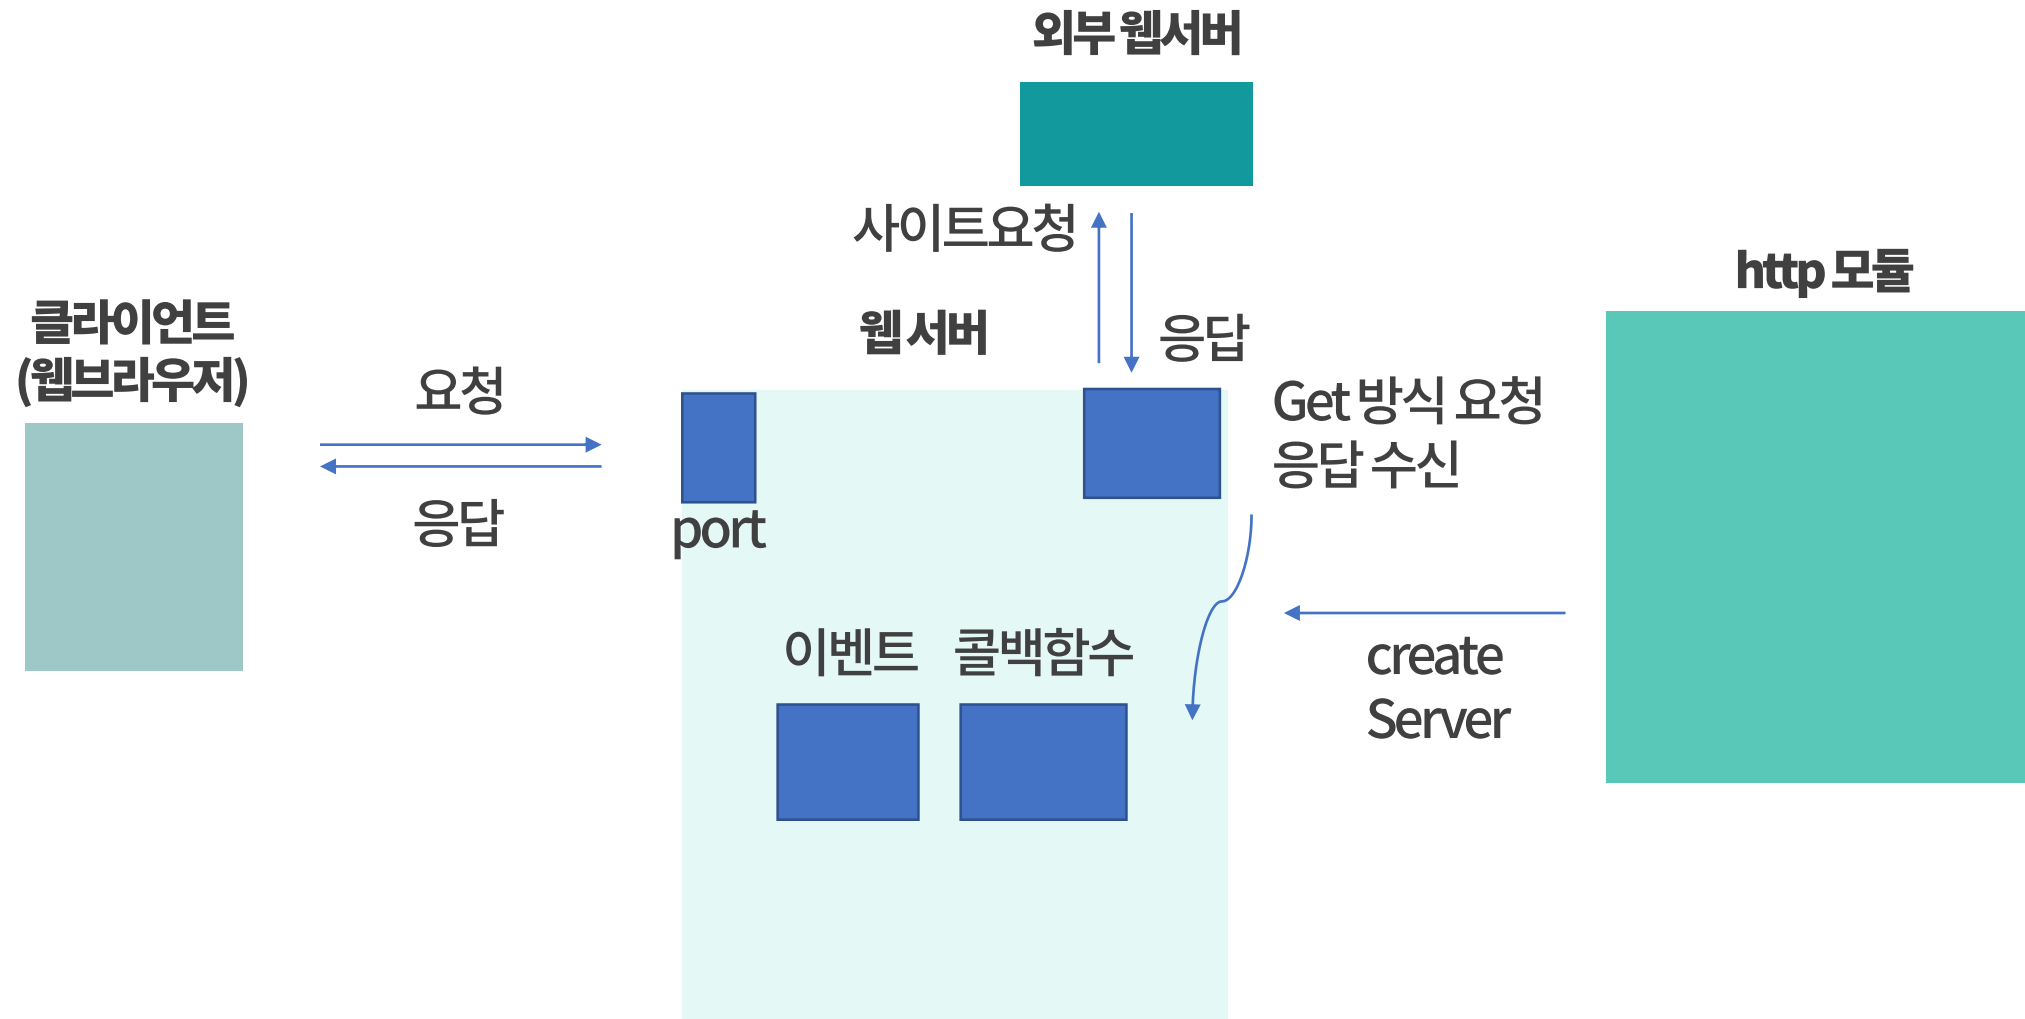 외부 웹서버
사이트요청
응답
http 모듈
클라이언트
(웹브라우저)
요청
응답
웹 서버
port
Get 방식 요청
응답 수신
이벤트
콜백함수
create
Server